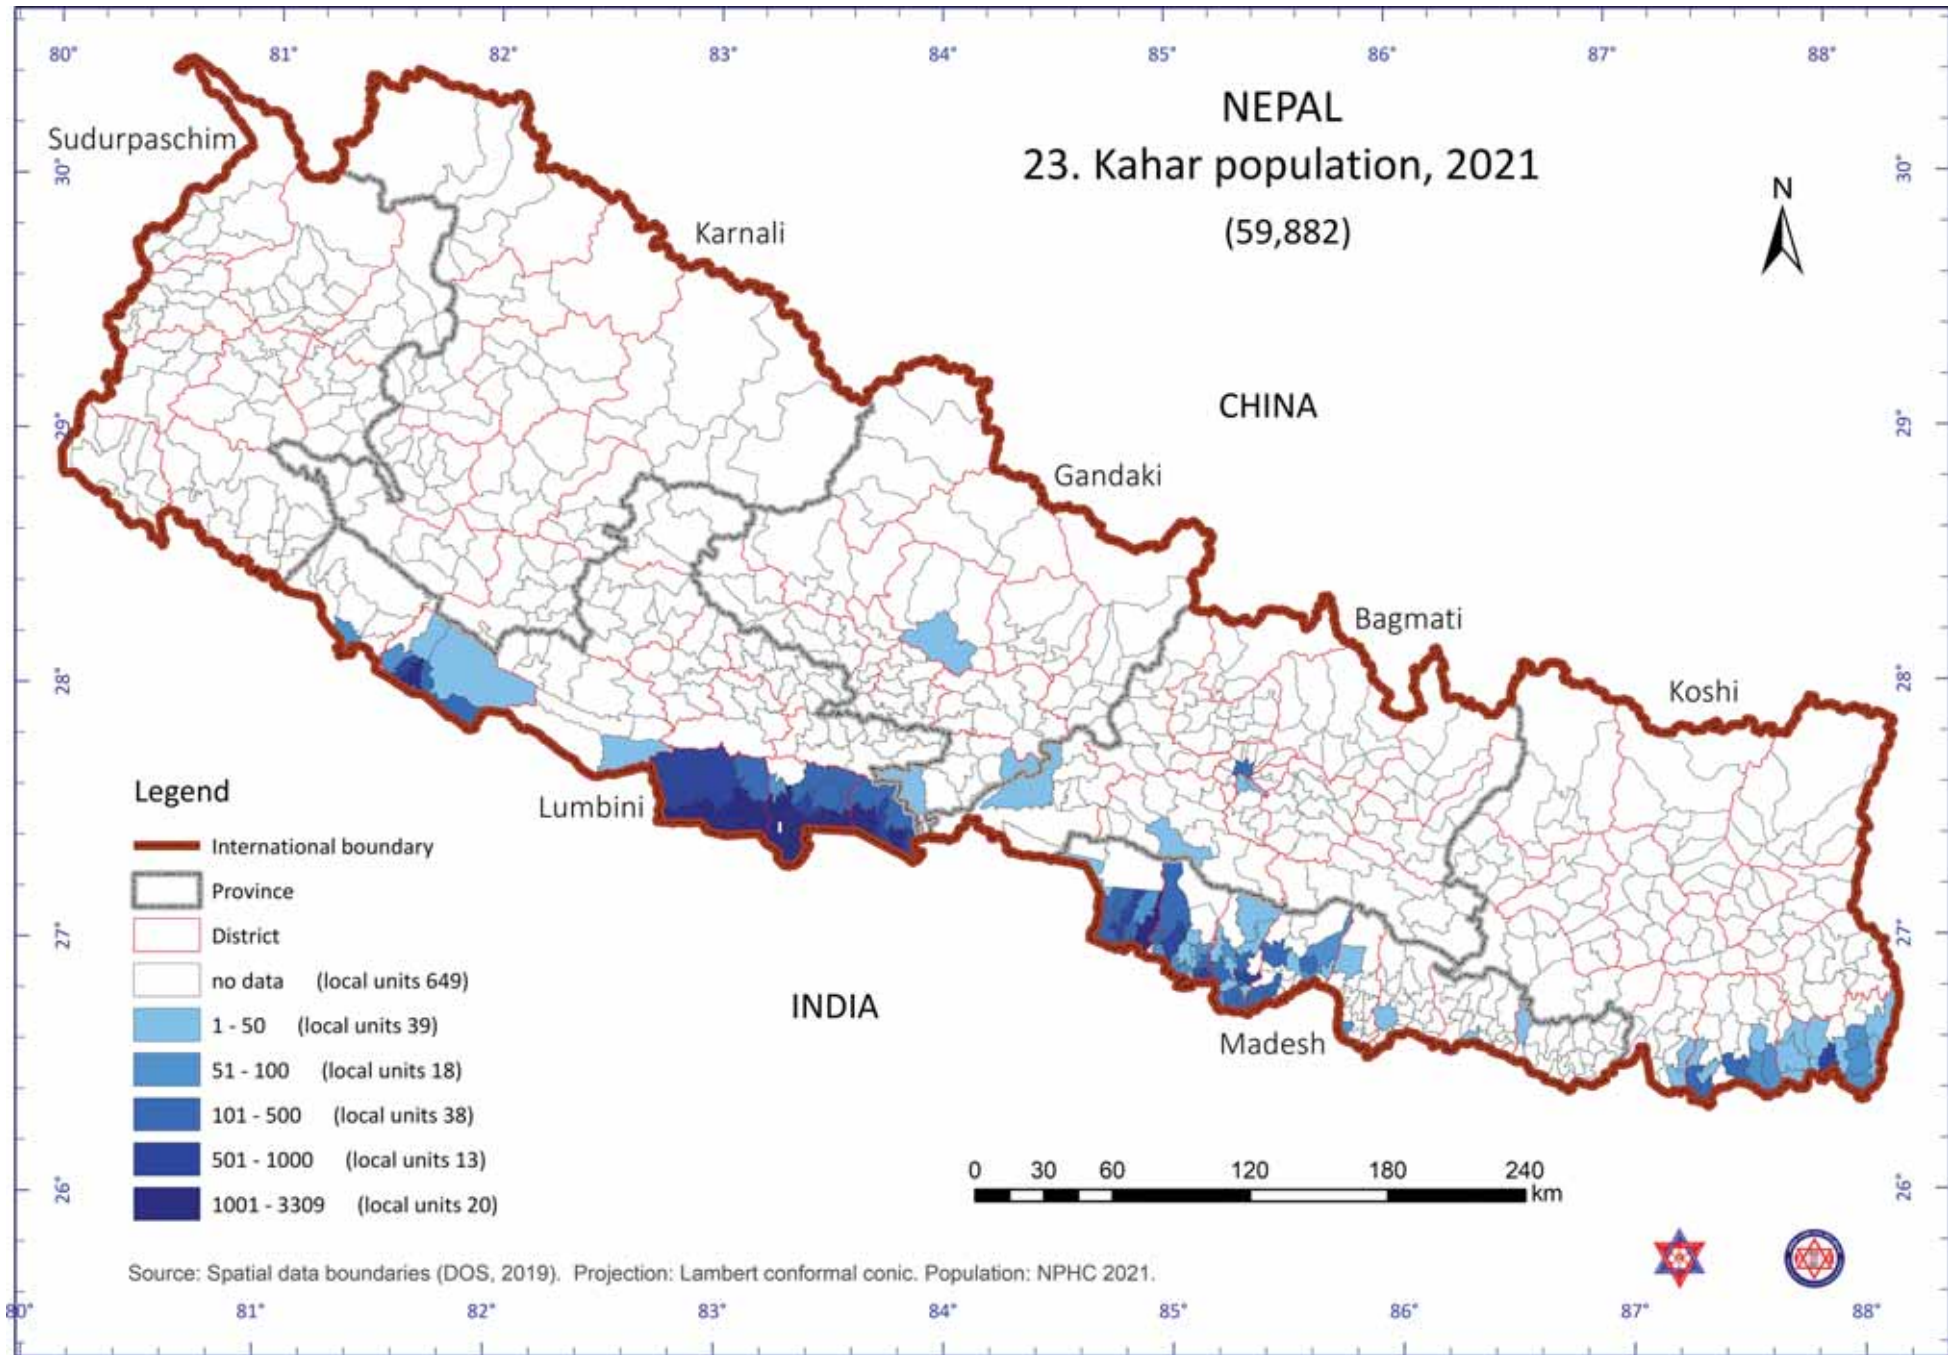 80° 81° 82° 83° 84° 85° 86° 87° 88°
NEPAL
23. Kahar population, 2021
(59,882)
N
Sudurpaschim
30° 30°
Karnali
CHINA
29° 29°
Gandaki
Bagmati
28° 28°
Koshi
Lumbini
27° 27°
INDIA
Madesh
26° 26°
Legend
International boundary
Province
District
no data (local units 649)
1 - 50 (local units 39)
51 - 100 (local units 18)
101 - 500 (local units 38)
501 - 1000 (local units 13)
1001 - 3309 (local units 20)
0 30 60 120 180 240
km
Source: Spatial data boundaries (DOS, 2019). Projection: Lambert conformal conic. Population: NPHC 2021.
80° 81° 82° 83° 84° 85° 86° 87° 88°